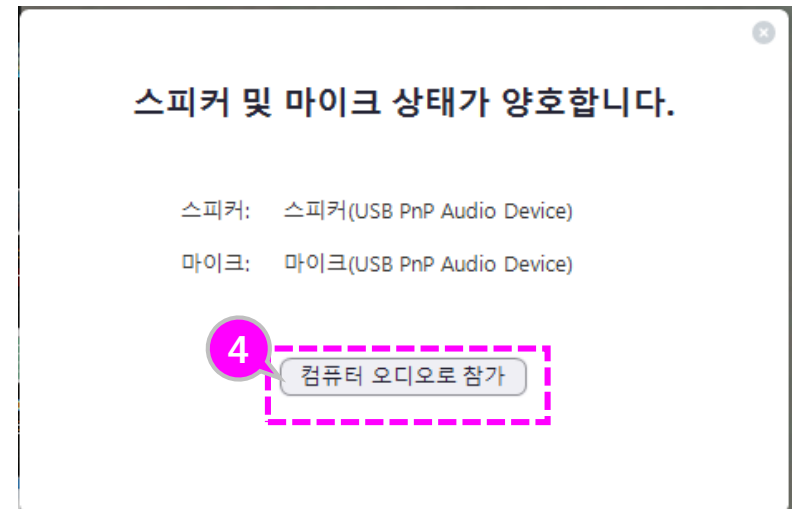 스피커 및 마이크 상태가 양호합니다.
스피커: 스피커(USB PnP Audio Device)
마이크: 마이크(USB PnP Audio Device)
4
컴퓨터 오디오로 참가